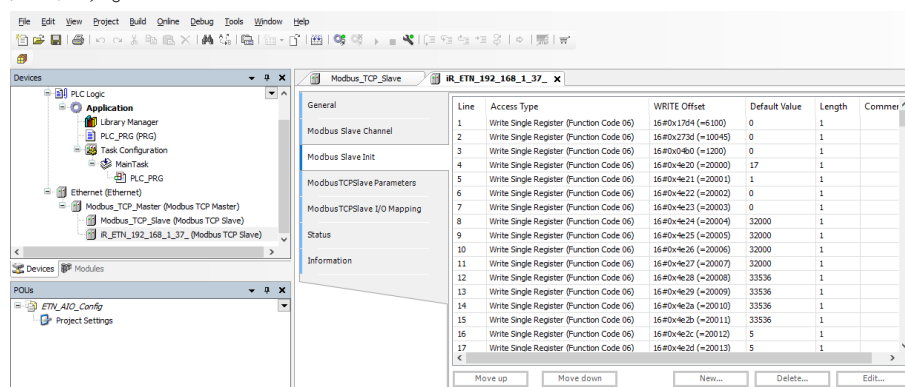 File Edit View Project Build Online Debug Tools Window Help
Devices
PLC Logic
Application
Library Manager
PLC_PRG (PRG)
Task Configuration
MainTask
PLC_PRG
Ethernet (Ethernet)
Modbus_TCP_Master (Modbus TCP Master)
Modbus_TCP_Slave (Modbus TCP Slave)
iR_ETN_192_168_1_37_ (Modbus TCP Slave)
Devices Modules
POUs
ETN_AIO_Config
Project Settings
Modbus_TCP_Slave iR_ETN_192_168_1_37_
General
Modbus Slave Channel
Modbus Slave Init
ModbusTCPSlave Parameters
ModbusTCPSlave I/O Mapping
Status
Information
Line Access Type WRITE Offset Default Value Length Commer
1 Write Single Register (Function Code 06) 16#0x17d4 (=6100) 0 1
2 Write Single Register (Function Code 06) 16#0x273d (=10045) 0 1
3 Write Single Register (Function Code 06) 16#0x04b0 (=1200) 0 1
4 Write Single Register (Function Code 06) 16#0x4e20 (=20000) 17 1
5 Write Single Register (Function Code 06) 16#0x4e21 (=20001) 1 1
6 Write Single Register (Function Code 06) 16#0x4e22 (=20002) 0 1
7 Write Single Register (Function Code 06) 16#0x4e23 (=20003) 0 1
8 Write Single Register (Function Code 06) 16#0x4e24 (=20004) 32000 1
9 Write Single Register (Function Code 06) 16#0x4e25 (=20005) 32000 1
10 Write Single Register (Function Code 06) 16#0x4e26 (=20006) 32000 1
11 Write Single Register (Function Code 06) 16#0x4e27 (=20007) 32000 1
12 Write Single Register (Function Code 06) 16#0x4e28 (=20008) 33536 1
13 Write Single Register (Function Code 06) 16#0x4e29 (=20009) 33536 1
14 Write Single Register (Function Code 06) 16#0x4e2a (=20010) 33536 1
15 Write Single Register (Function Code 06) 16#0x4e2b (=20011) 33536 1
16 Write Single Register (Function Code 06) 16#0x4e2c (=20012) 5 1
17 Write Single Register (Function Code 06) 16#0x4e2d (=20013) 5 1
Move up Move down New... Delete... Edit...